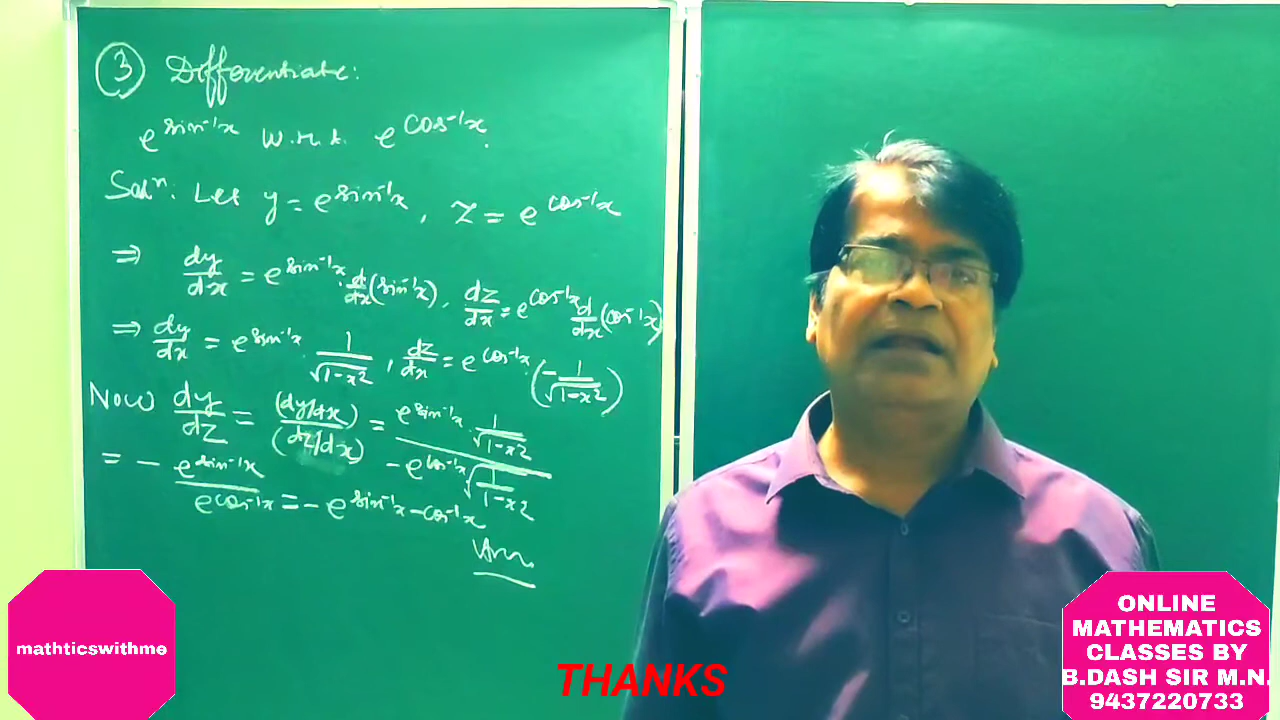 ③ Differentiate:
e^sin⁻¹x w.r.t. e^cos⁻¹x.
Solⁿ: Let y = e^sin⁻¹x, z = e^cos⁻¹x
⇒ dy/dx = e^sin⁻¹x · d/dx(sin⁻¹x), dz/dx = e^cos⁻¹x d/dx(cos⁻¹x)
⇒ dy/dx = e^sin⁻¹x · 1/√1-x2, dz/dx = e^cos⁻¹x · (-1/√1-x2)
Now dy/dz = (dy/dx)/(dz/dx) = e^sin⁻¹x · 1/√1-x2 / -e^cos⁻¹x √1/1-x2
= - e^sin⁻¹x / e^cos⁻¹x = - e^sin⁻¹x - cos⁻¹x
Ans.
mathticswithme
THANKS
ONLINE
MATHEMATICS
CLASSES BY
B.DASH SIR M.N.
9437220733